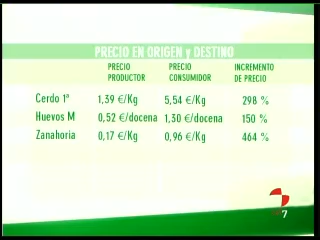 PRECIO EN ORIGEN y DESTINO
PRECIO PRECIO INCREMENTO
PRODUCTOR CONSUMIDOR DE PRECIO
Cerdo 1ª 1,39 €/Kg 5,54 €/Kg 298 %
Huevos M 0,52 €/docena 1,30 €/docena 150 %
Zanahoria 0,17 €/Kg 0,96 €/Kg 464 %
7